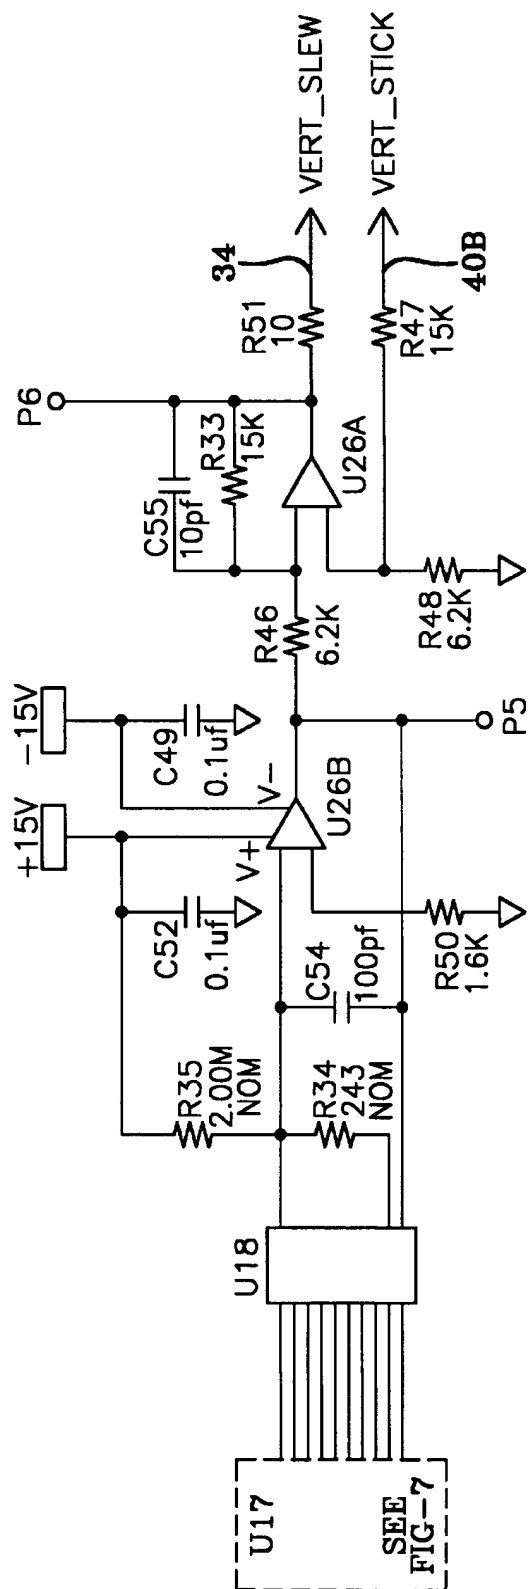 U17
SEE
FIG-7
U18
R35
2.00M
NOM
R34
243
NOM
C52
0.1uf
C54
100pf
R50
1.6K
+15V
-15V
V+
V-
U26B
C49
0.1uf
P5
R46
6.2K
C55
10pf
R33
15K
U26A
R48
6.2K
P6
R51
10
R47
15K
34
40B
VERT_SLEW
VERT_STICK